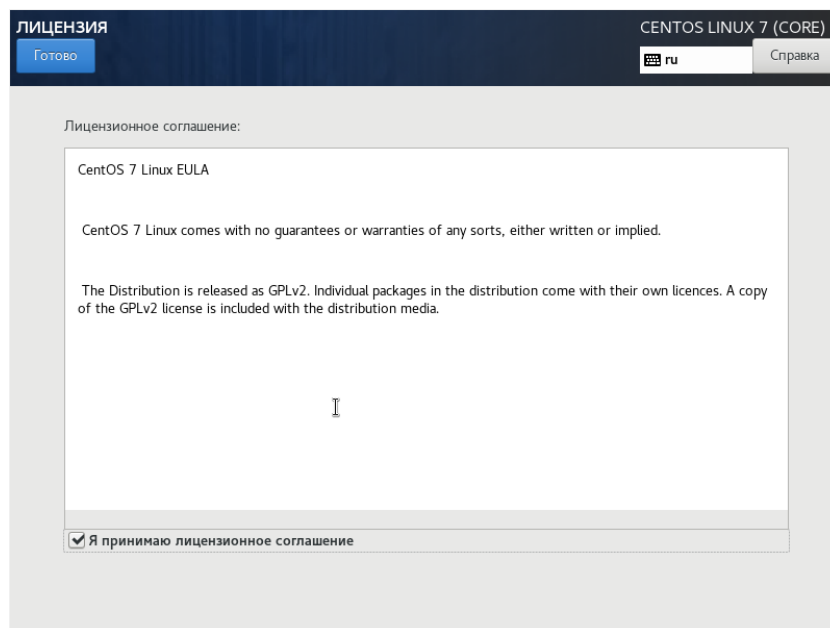 ЛИЦЕНЗИЯ
CENTOS LINUX 7 (CORE)
Готово
ru
Справка
Лицензионное соглашение:
CentOS 7 Linux EULA
CentOS 7 Linux comes with no guarantees or warranties of any sorts, either written or implied.
The Distribution is released as GPLv2. Individual packages in the distribution come with their own licences. A copy
of the GPLv2 license is included with the distribution media.
Я принимаю лицензионное соглашение